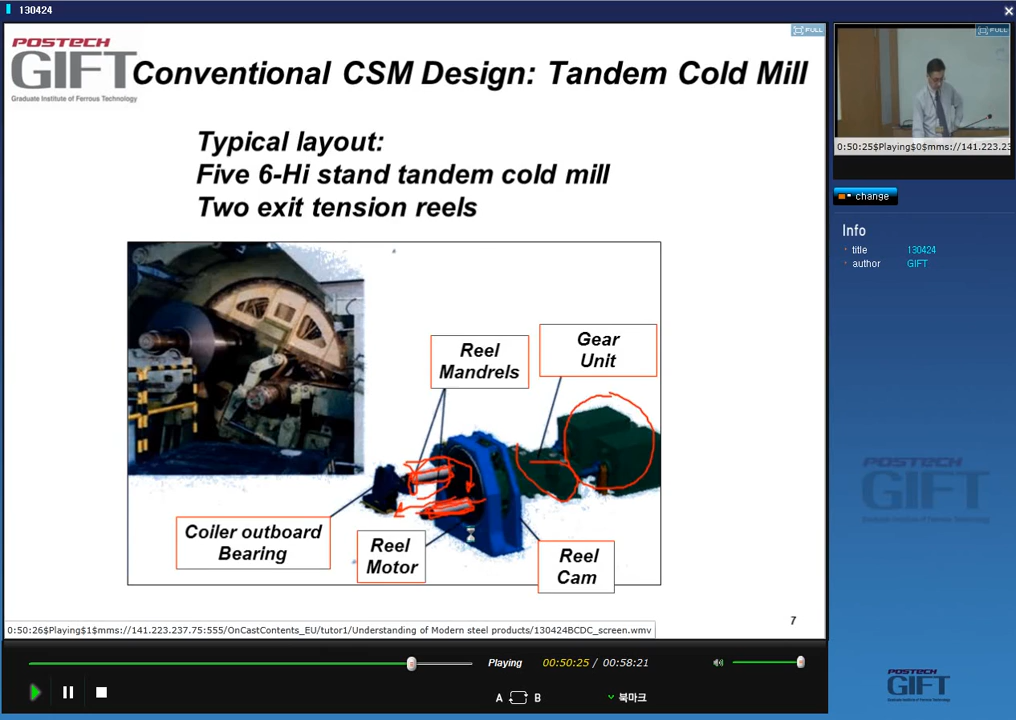 130424
POSTECH
GIFT
Graduate Institute of Ferrous Technology
Conventional CSM Design: Tandem Cold Mill
FULL
Typical layout:
Five 6-Hi stand tandem cold mill
Two exit tension reels
Reel
Mandrels
Gear
Unit
Coiler outboard
Bearing
Reel
Motor
Reel
Cam
7
0:50:26$Playing$1$mms://141.223.237.75:555/OnCastContents_EU/tutor1/Understanding of Modern steel products/130424BCDC_screen.wmv
FULL
0:50:25$Playing$0$mms://141.223.23
change
Info
title 130424
author GIFT
POSTECH
GIFT
Playing 00:50:25 / 00:58:21
A B 북마크
POSTECH
GIFT